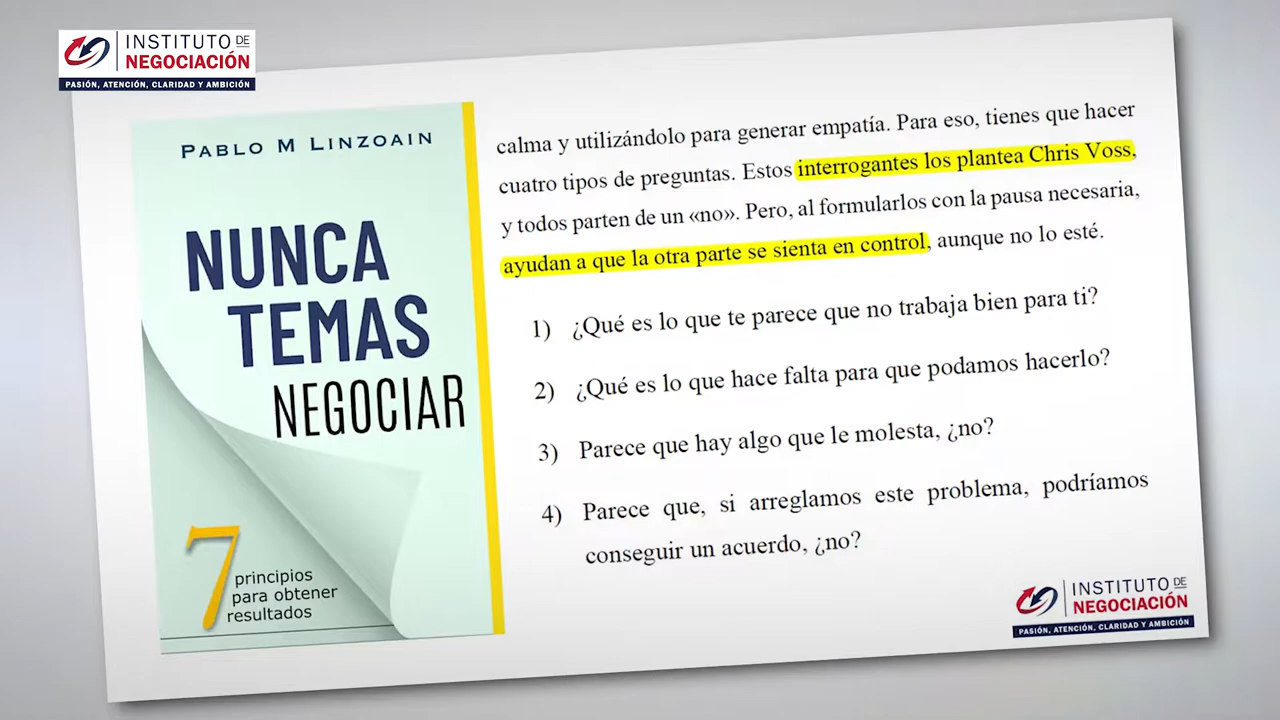 INSTITUTO DE
NEGOCIACIÓN
PASIÓN, ATENCIÓN, CLARIDAD Y AMBICIÓN
PABLO M LINZOAIN
NUNCA
TEMAS
NEGOCIAR
7
principios
para obtener
resultados
calma y utilizándolo para generar empatía. Para eso, tienes que hacer
cuatro tipos de preguntas. Estos interrogantes los plantea Chris Voss,
y todos parten de un «no». Pero, al formularlos con la pausa necesaria,
ayudan a que la otra parte se sienta en control, aunque no lo esté.
1) ¿Qué es lo que te parece que no trabaja bien para ti?
2) ¿Qué es lo que hace falta para que podamos hacerlo?
3) Parece que hay algo que le molesta, ¿no?
4) Parece que, si arreglamos este problema, podríamos
conseguir un acuerdo, ¿no?
INSTITUTO DE
NEGOCIACIÓN
PASIÓN, ATENCIÓN, CLARIDAD Y AMBICIÓN